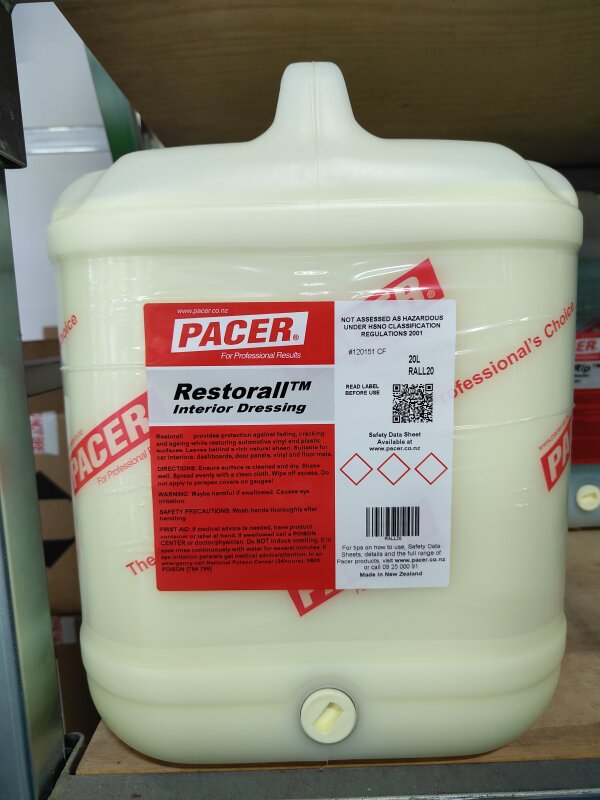 www.pacer.co.nz
PACER®
For Professional Results
Restorall™
Interior Dressing
Restorall provides protection against fading, cracking
and ageing while restoring automotive vinyl and plastic
surfaces. Leaves behind a rich natural sheen. Suitable for
car interiors, dashboards, door panels, vinyl and floor mats.
DIRECTIONS: Ensure surface is cleaned and dry. Shake
well. Spread evenly with a clean cloth. Wipe off excess. Do
not apply to perspex covers on gauges!
WARNING: Maybe harmful if swallowed. Causes eye
irritation.
SAFETY PRECAUTIONS: Wash hands thoroughly after
handling.
FIRST AID: If medical advice is needed, have product
container or label at hand. If swallowed call a POISON
CENTER or doctor/physician. Do NOT induce vomiting. If in
eyes rinse continuously with water for several minutes. If
eye irritation persists get medical advice/attention. In an
emergency call National Poison Center (24hours): 0800
POISON [764 766]
NOT ASSESSED AS HAZARDOUS
UNDER HSNO CLASSIFICATION
REGULATIONS 2001
#120151 CF
20L
RALL20
READ LABEL
BEFORE USE
Safety Data Sheet
Available at
www.pacer.co.nz
RALL20
For tips on how to use, Safety Data
Sheets, details and the full range of
Pacer products, visit www.pacer.co.nz
or call 09 25 000 91
Made in New Zealand
PACER
For Professional
The
ofessional's Choice